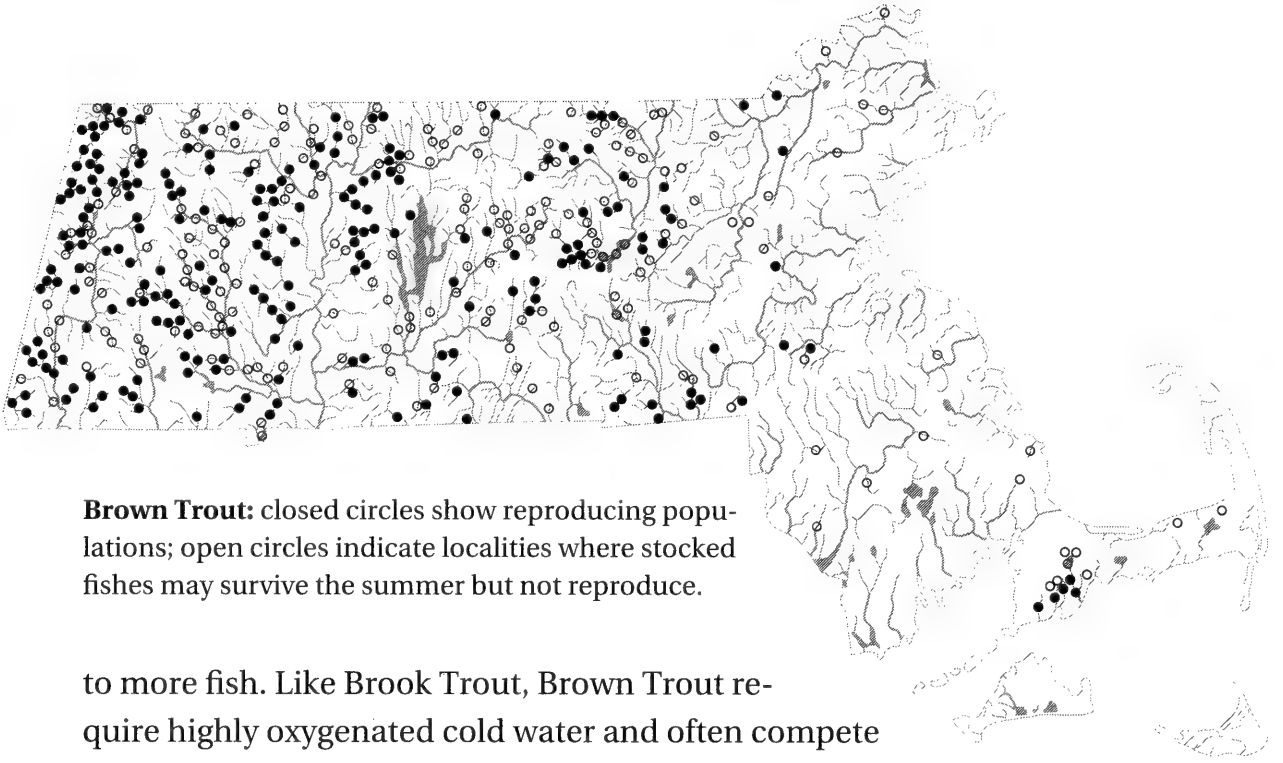 Brown Trout: closed circles show reproducing popu-
lations; open circles indicate localities where stocked
fishes may survive the summer but not reproduce.
to more fish. Like Brook Trout, Brown Trout re-
quire highly oxygenated cold water and often compete